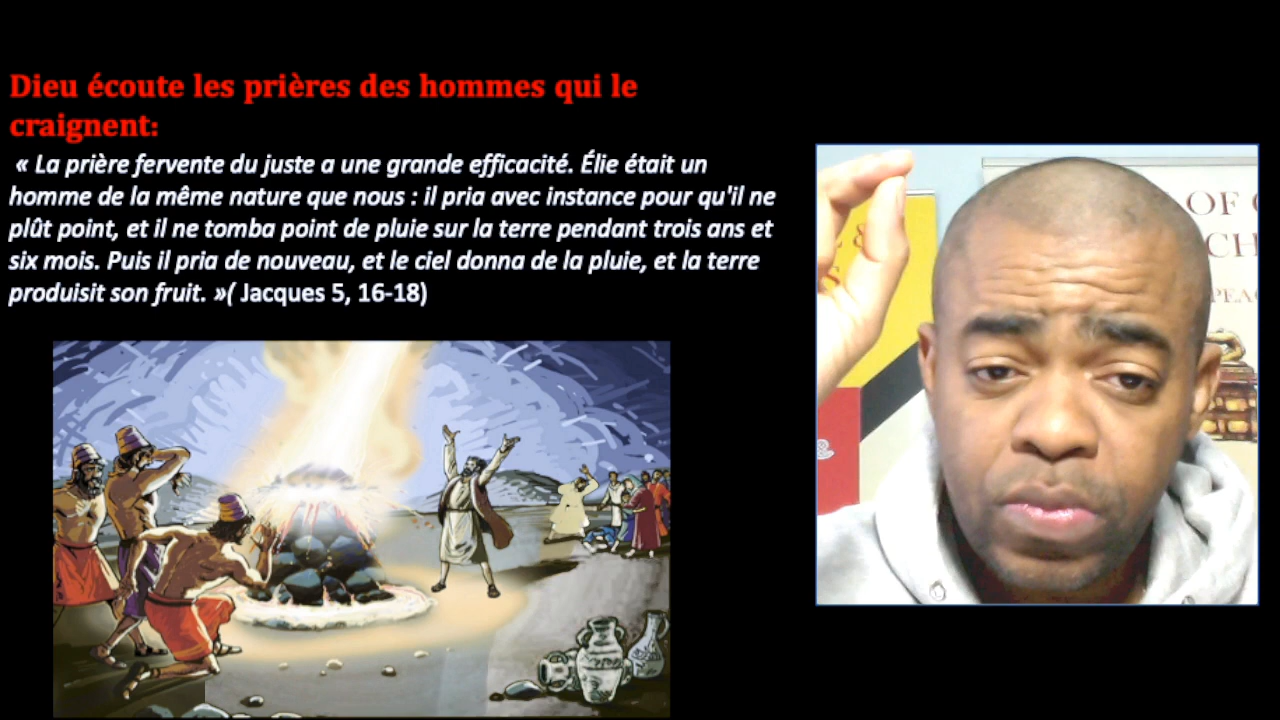 Dieu écoute les prières des hommes qui le
craignent:
« La prière fervente du juste a une grande efficacité. Élie était un
homme de la même nature que nous : il pria avec instance pour qu'il ne
plût point, et il ne tomba point de pluie sur la terre pendant trois ans et
six mois. Puis il pria de nouveau, et le ciel donna de la pluie, et la terre
produisit son fruit. »( Jacques 5, 16-18)
OF
CH
PEAC
&